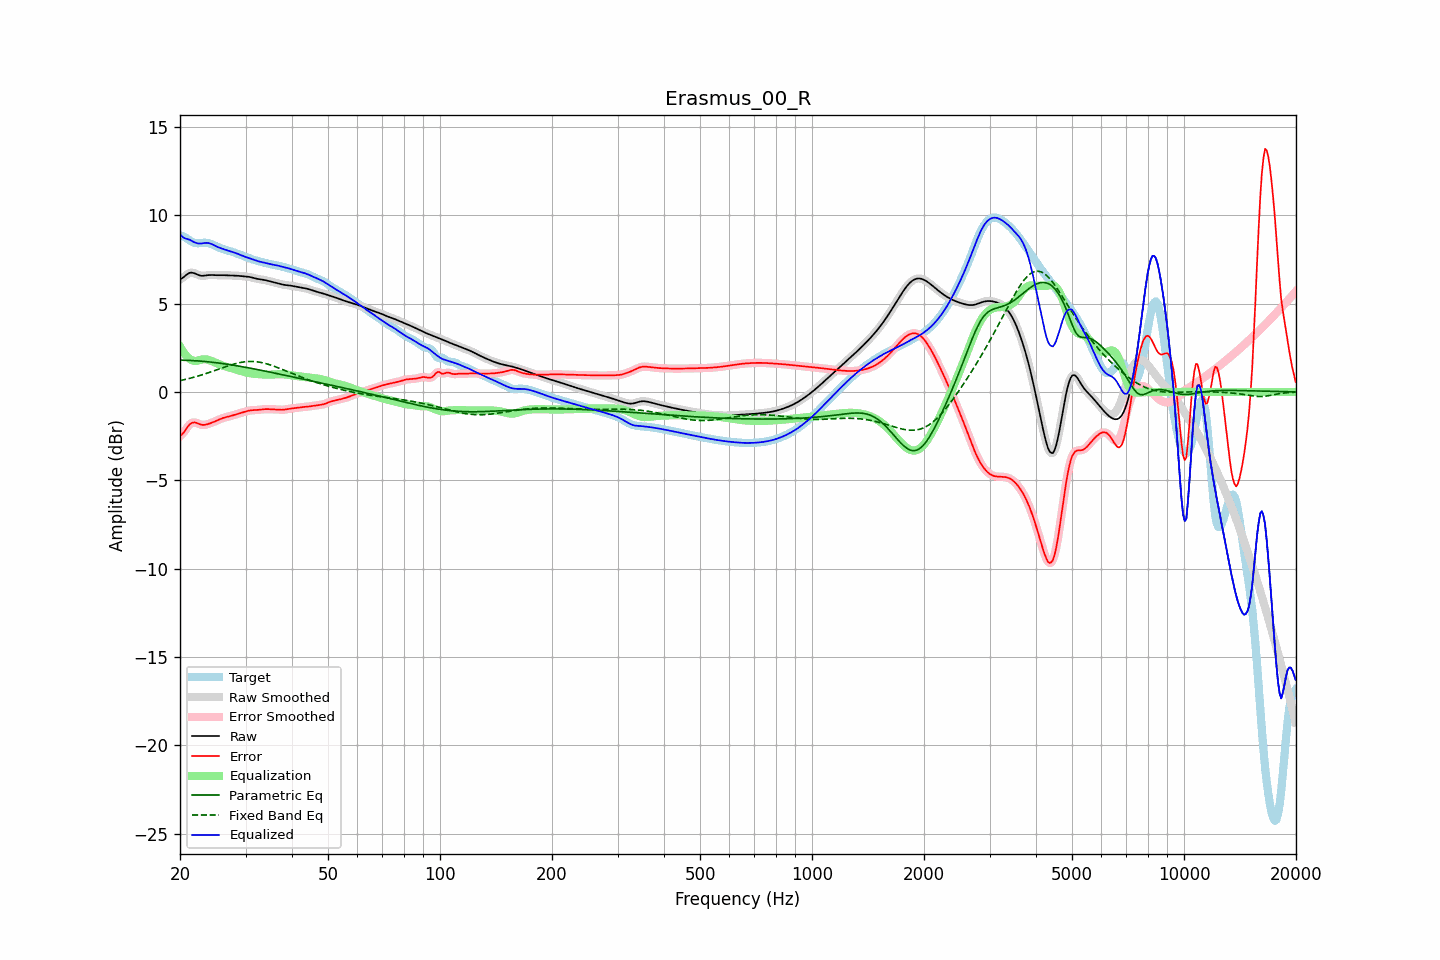 Erasmus_00_R
15
10
5
0
−5
−10
−15
−20
−25
Amplitude (dBr)
Target
Raw Smoothed
Error Smoothed
Raw
Error
Equalization
Parametric Eq
Fixed Band Eq
Equalized
20 50 100 200 500 1000 2000 5000 10000 20000
Frequency (Hz)